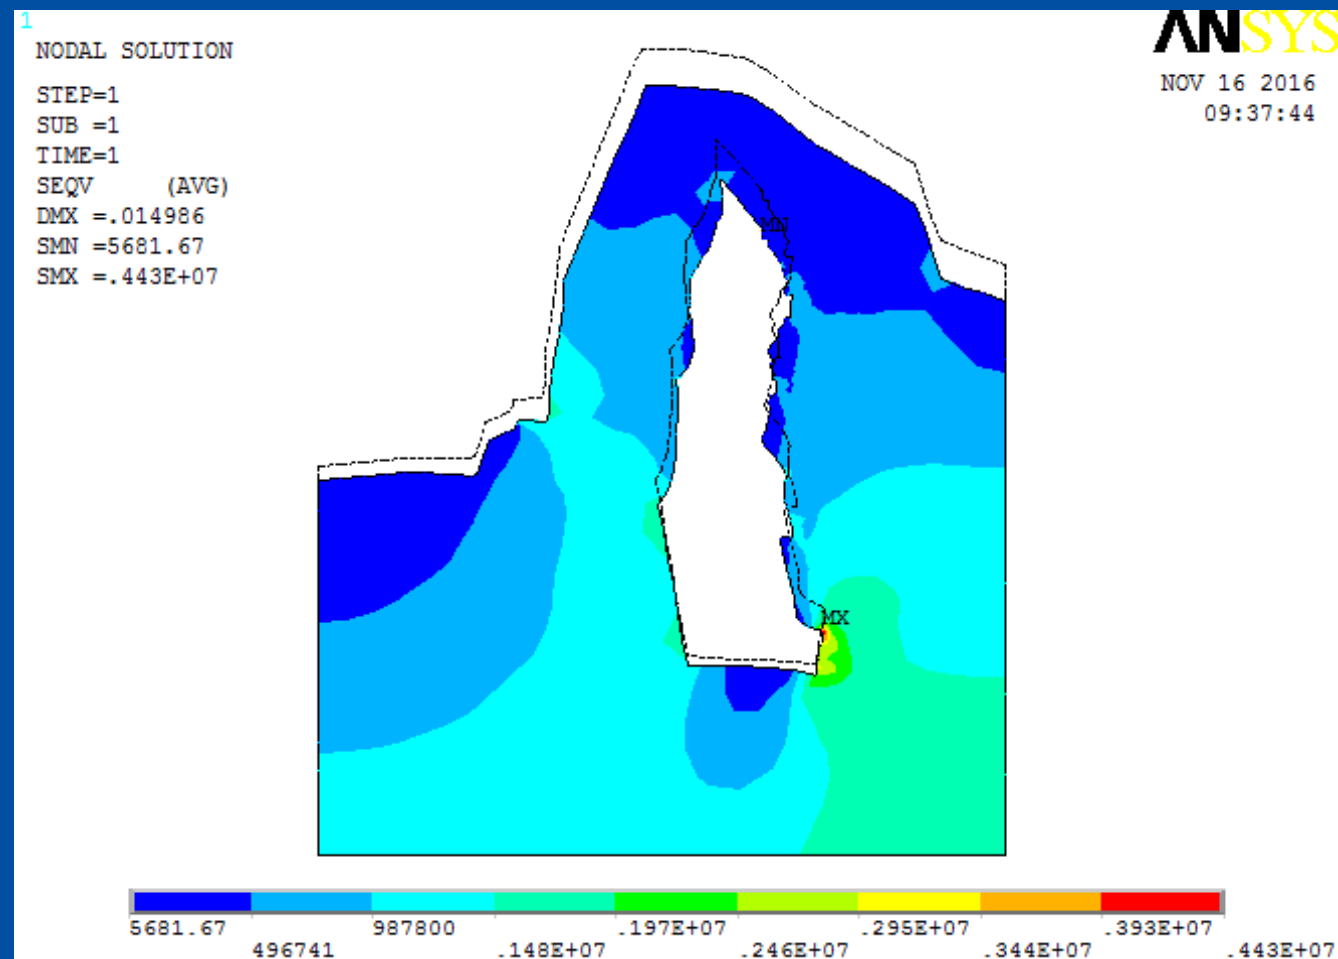 1
NODAL SOLUTION
STEP=1
SUB =1
TIME=1
SEQV (AVG)
DMX =.014986
SMN =5681.67
SMX =.443E+07
ANSYS
NOV 16 2016
09:37:44
MN
MX
5681.67 987800 .197E+07 .295E+07 .393E+07
496741 .148E+07 .246E+07 .344E+07 .443E+07